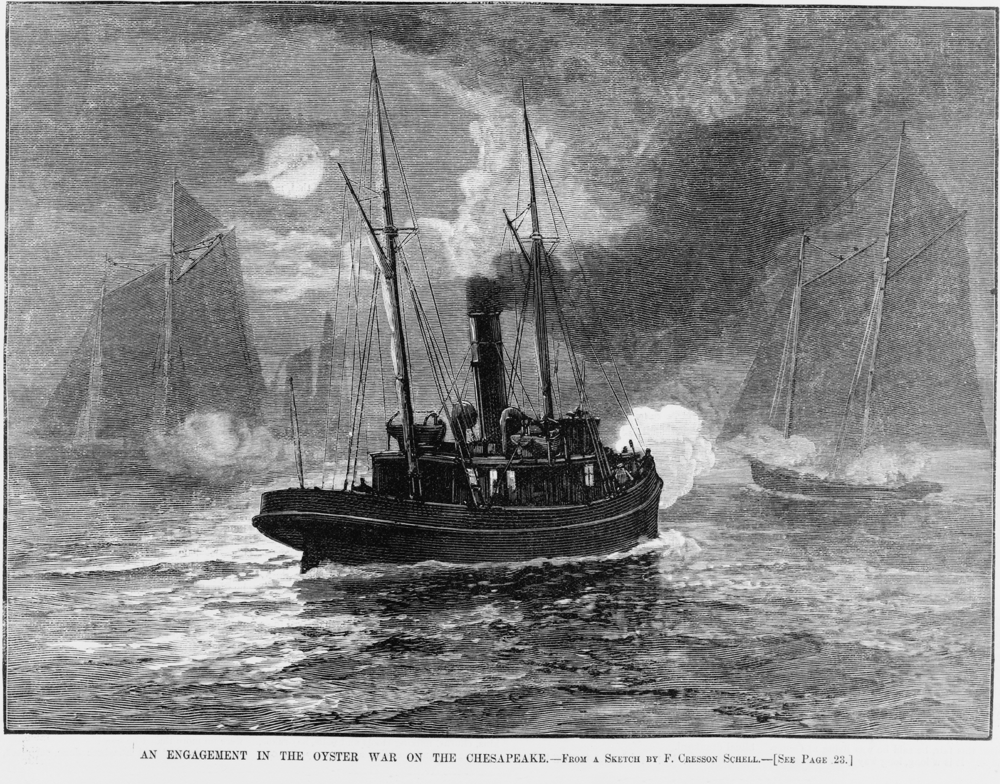 AN ENGAGEMENT IN THE OYSTER WAR ON THE CHESAPEAKE.—From a Sketch by F. Cresson Schell.—[See Page 23.]